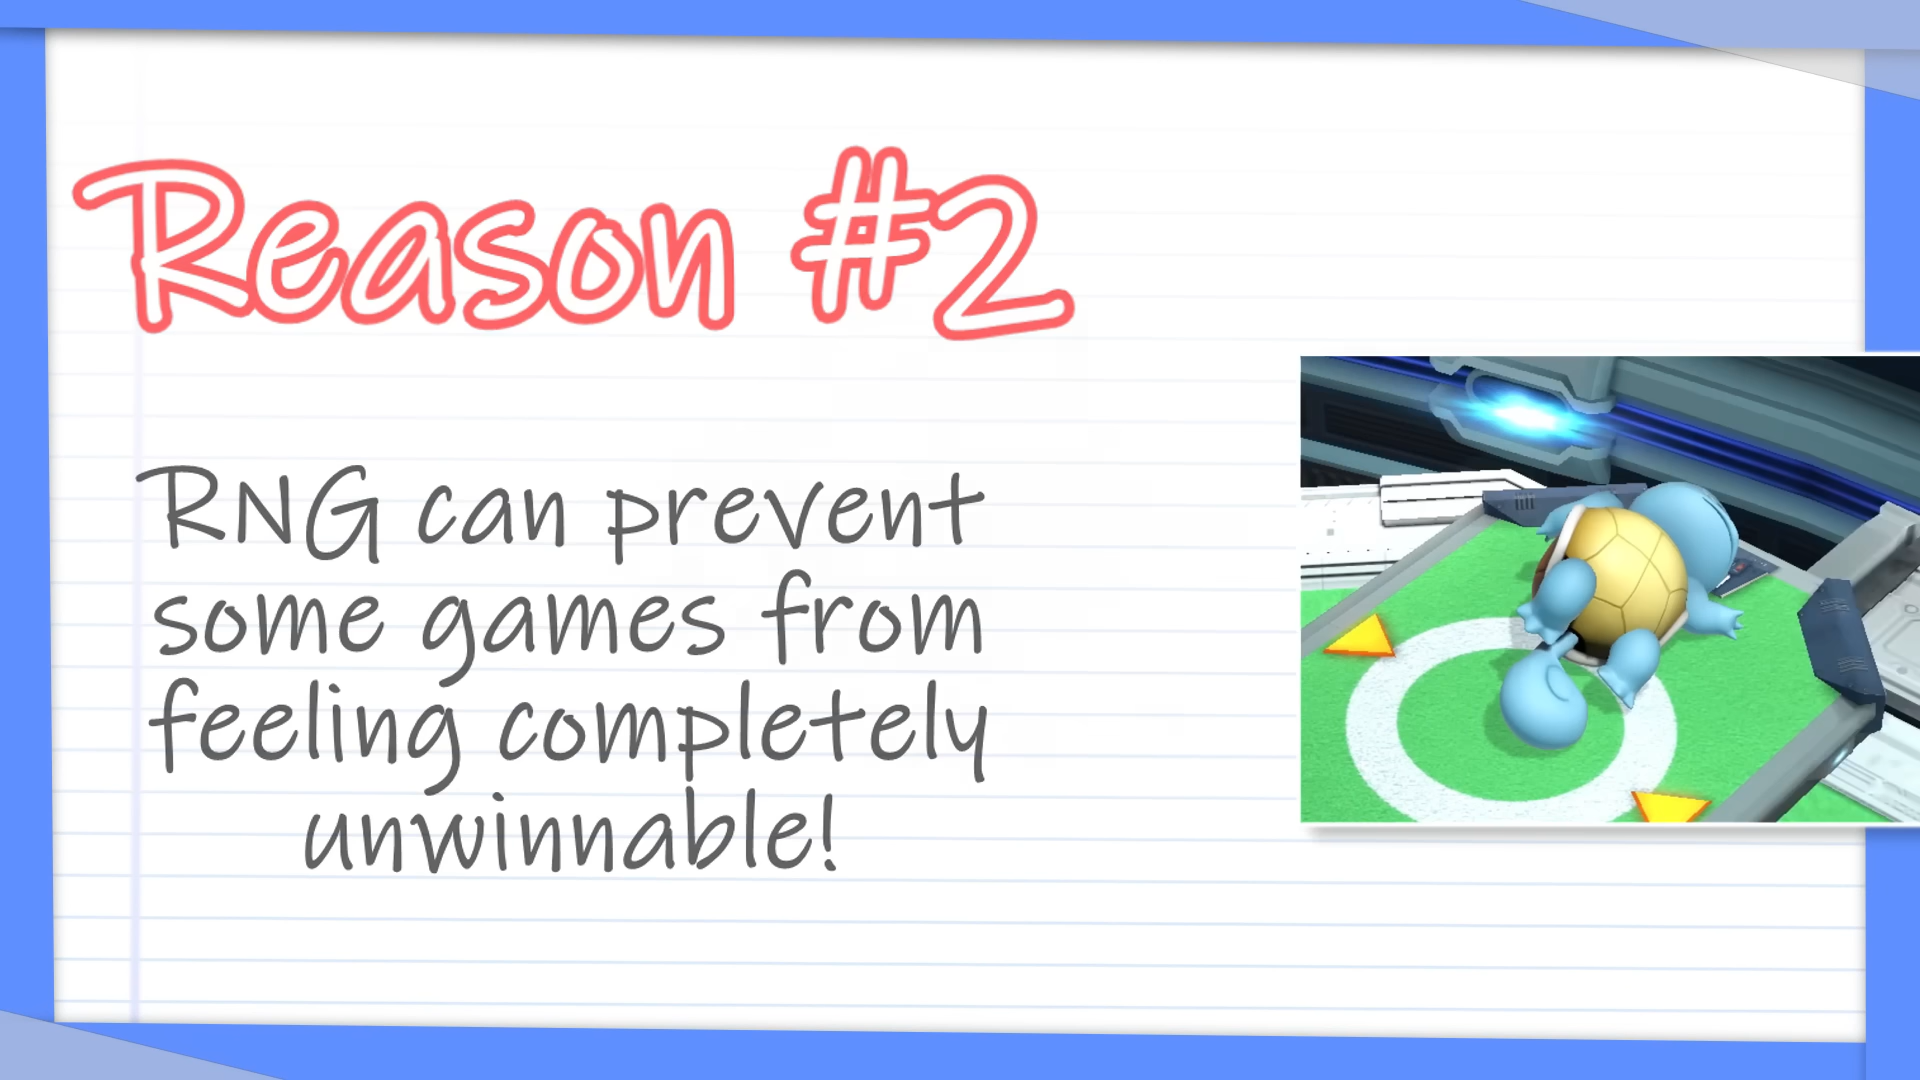 Reason #2
RNG can prevent
some games from
feeling completely
unwinnable!